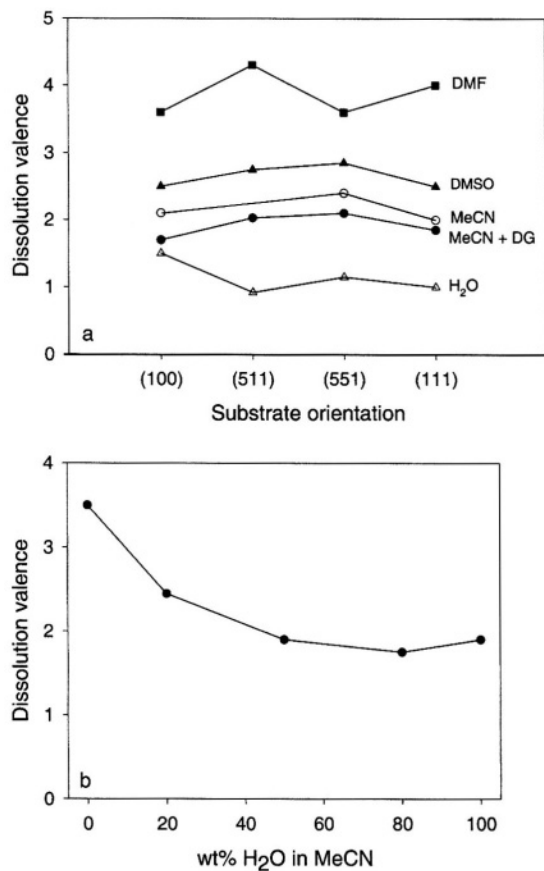 5
4
3
2
1
0
Dissolution valence
DMF
DMSO
MeCN
MeCN + DG
H₂O
a
(100) (511) (551) (111)
Substrate orientation
4
3
2
1
0
Dissolution valence
b
0 20 40 60 80 100
wt% H₂O in MeCN